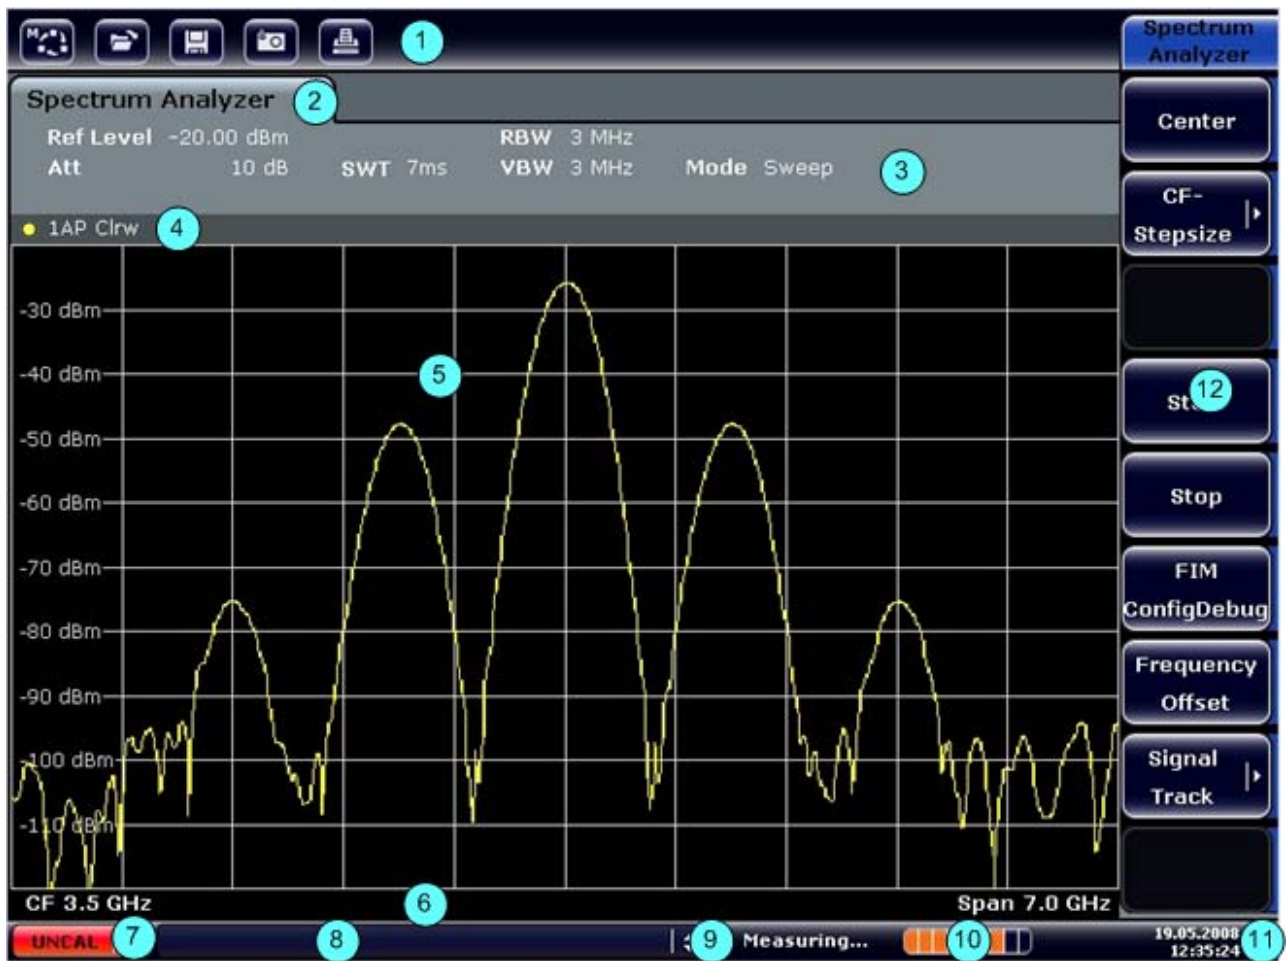 M
1
Spectrum Analyzer
Spectrum Analyzer 2
Ref Level -20.00 dBm RBW 3 MHz
Att 10 dB SWT 7ms VBW 3 MHz Mode Sweep 3
1AP Clrw 4
-30 dBm
-40 dBm
5
-50 dBm
-60 dBm
-70 dBm
-80 dBm
-90 dBm
-100 dBm
-110 dBm
CF 3.5 GHz 6 Span 7.0 GHz
UNCAL 7 8 9 Measuring... 10
19.05.2008
12:35:24
11
Center
CF-
Stepsize
12
Stop
FIM
ConfigDebug
Frequency
Offset
Signal
Track